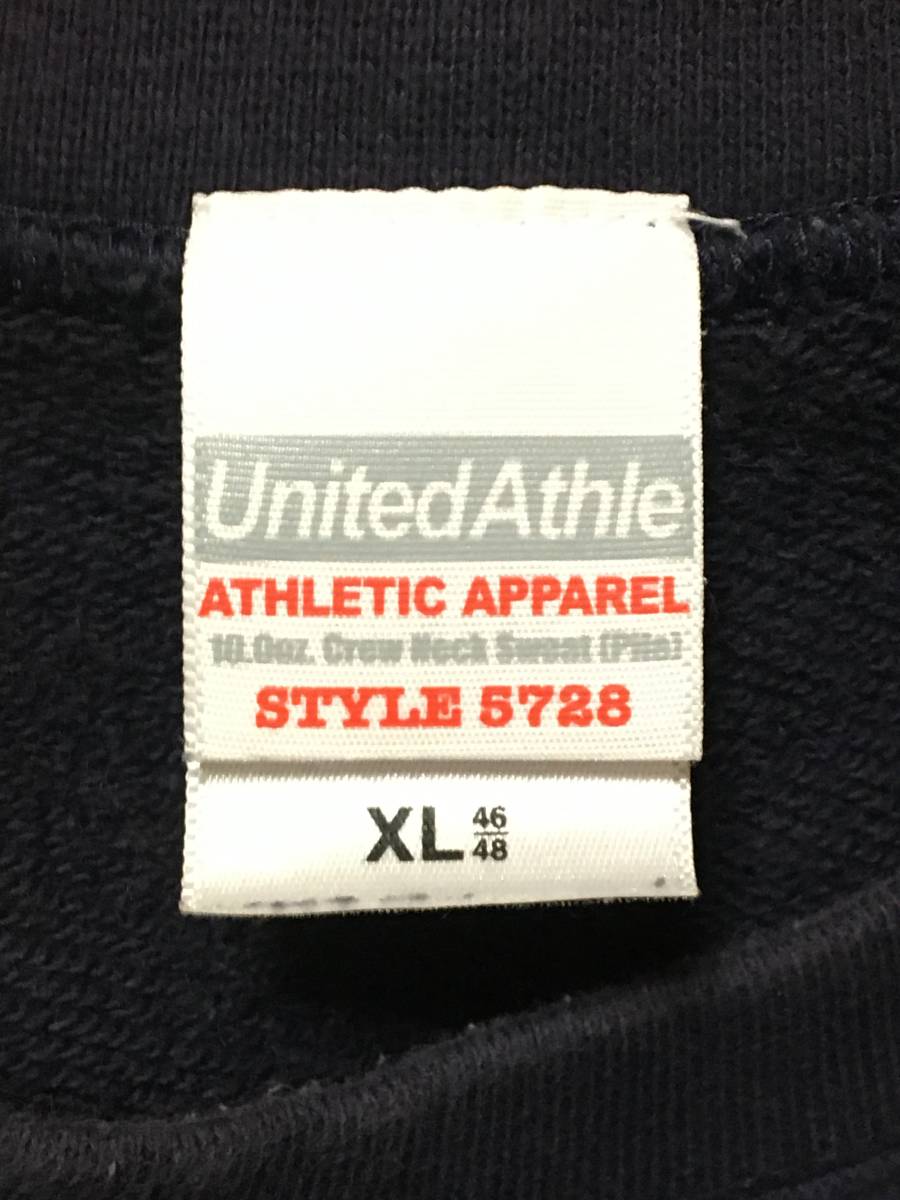 UnitedAthle
ATHLETIC APPAREL
10.0oz. Crew Neck Sweat (Pile)
STYLE 5728
XL 46/48